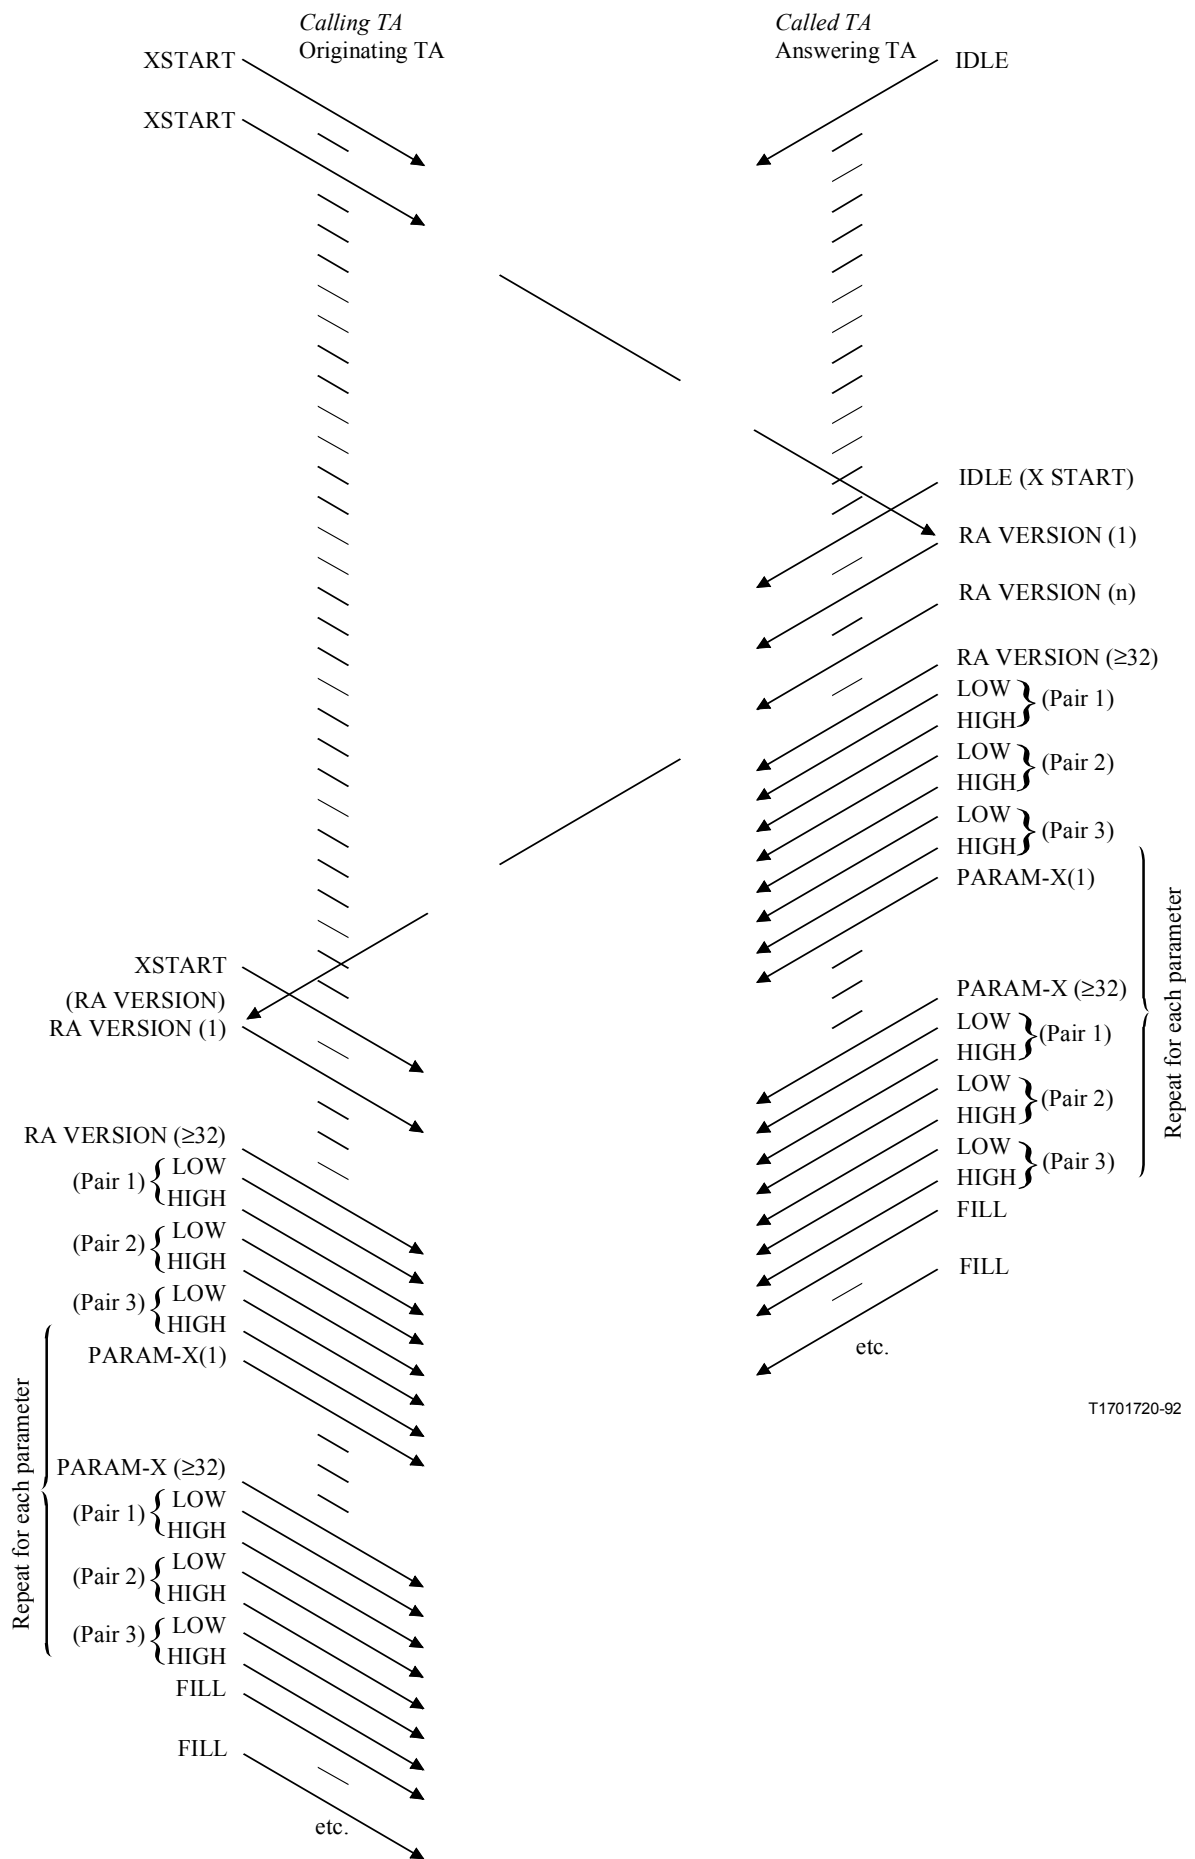 Calling TA
Originating TA
Called TA
Answering TA
XSTART
IDLE
XSTART
IDLE (X START)
RA VERSION (1)
RA VERSION (n)
RA VERSION (≥32)
LOW
HIGH
(Pair 1)
LOW
HIGH
(Pair 2)
LOW
HIGH
(Pair 3)
PARAM-X(1)
PARAM-X (≥32)
LOW
HIGH
(Pair 1)
LOW
HIGH
(Pair 2)
LOW
HIGH
(Pair 3)
Repeat for each parameter
FILL
FILL
etc.
XSTART
(RA VERSION)
RA VERSION (1)
RA VERSION (≥32)
(Pair 1)
LOW
HIGH
(Pair 2)
LOW
HIGH
(Pair 3)
LOW
HIGH
PARAM-X(1)
PARAM-X (≥32)
(Pair 1)
LOW
HIGH
(Pair 2)
LOW
HIGH
(Pair 3)
LOW
HIGH
Repeat for each parameter
FILL
FILL
etc.
T1701720-92